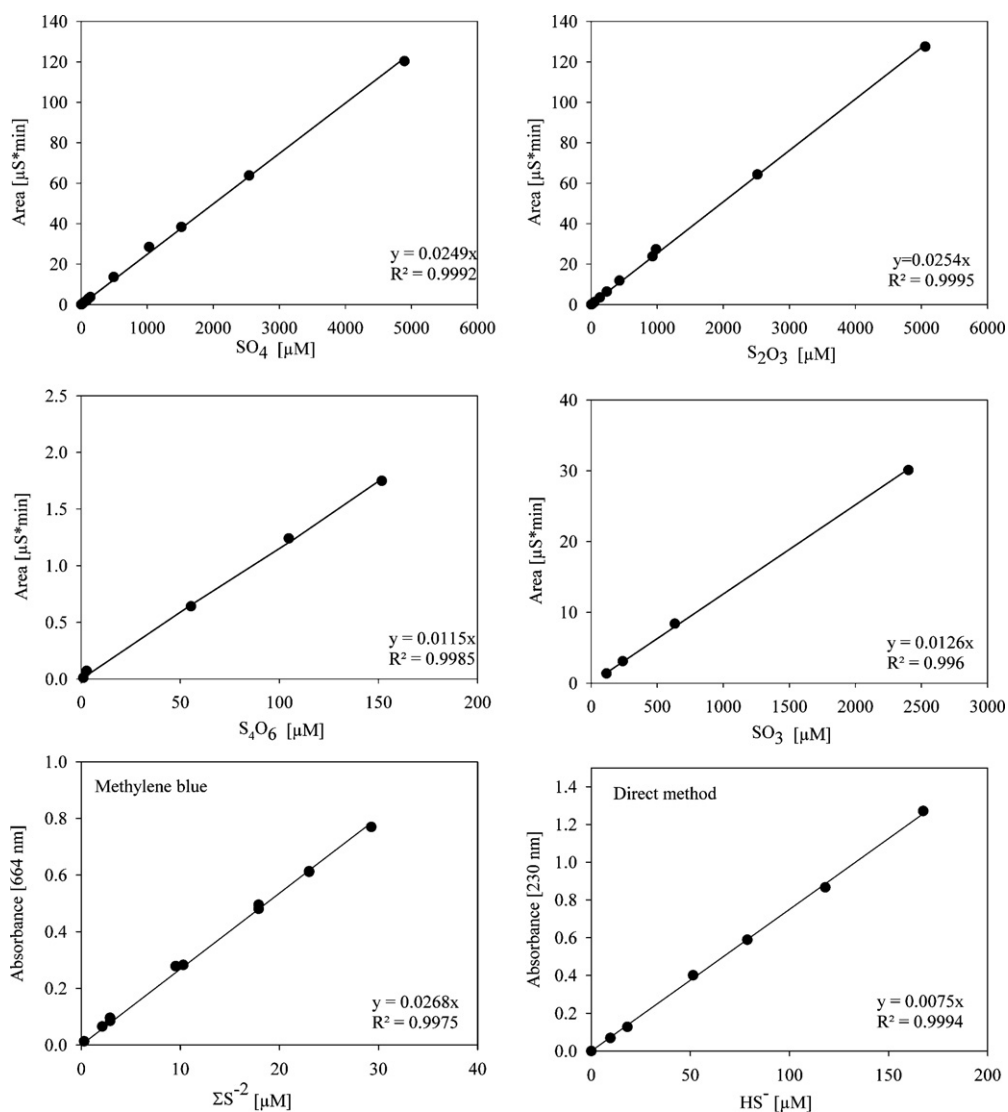 140
120
100
80
60
40
20
0
Area [µS*min]
y = 0.0249x
R² = 0.9992
0 1000 2000 3000 4000 5000 6000
SO4 [µM]
140
120
100
80
60
40
20
0
Area [µS*min]
y=0.0254x
R² = 0.9995
0 1000 2000 3000 4000 5000 6000
S2O3 [µM]
2.5
2.0
1.5
1.0
0.5
0.0
Area [µS*min]
y = 0.0115x
R² = 0.9985
0 50 100 150 200
S4O6 [µM]
40
30
20
10
0
Area [µS*min]
y = 0.0126x
R² = 0.996
0 500 1000 1500 2000 2500 3000
SO3 [µM]
Methylene blue
1.0
0.8
0.6
0.4
0.2
0.0
Absorbance [664 nm]
y = 0.0268x
R² = 0.9975
0 10 20 30 40
ΣS⁻² [µM]
Direct method
1.4
1.2
1.0
0.8
0.6
0.4
0.2
0.0
Absorbance [230 nm]
y = 0.0075x
R² = 0.9994
0 50 100 150 200
HS⁻ [µM]